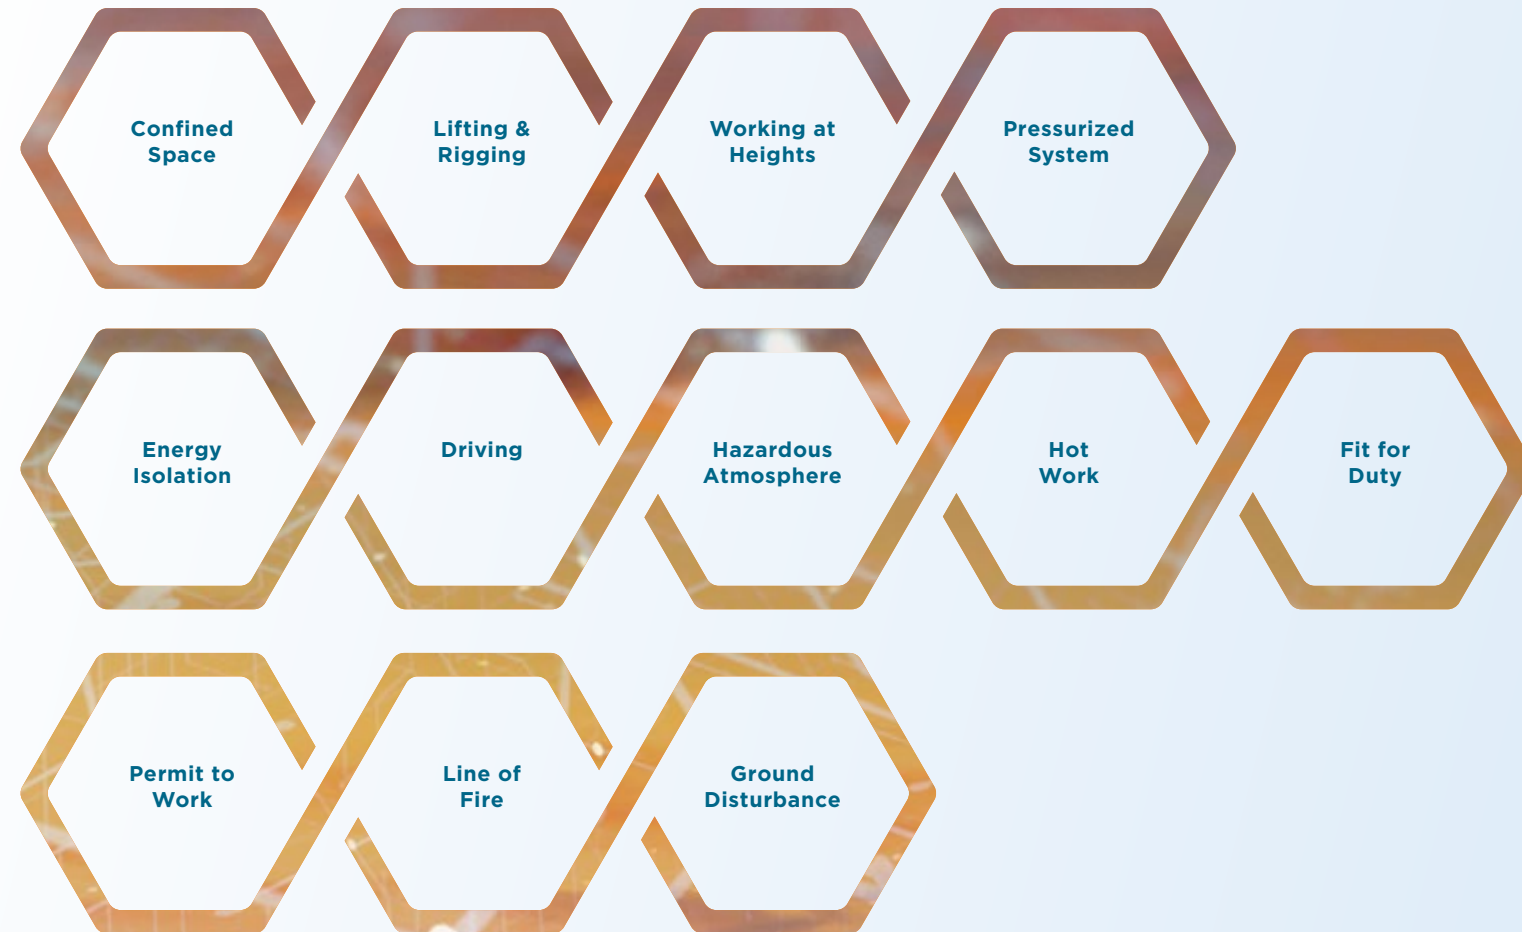 Confined
Space
Lifting &
Rigging
Working at
Heights
Pressurized
System
Energy
Isolation
Driving
Hazardous
Atmosphere
Hot
Work
Fit for
Duty
Permit to
Work
Line of
Fire
Ground
Disturbance